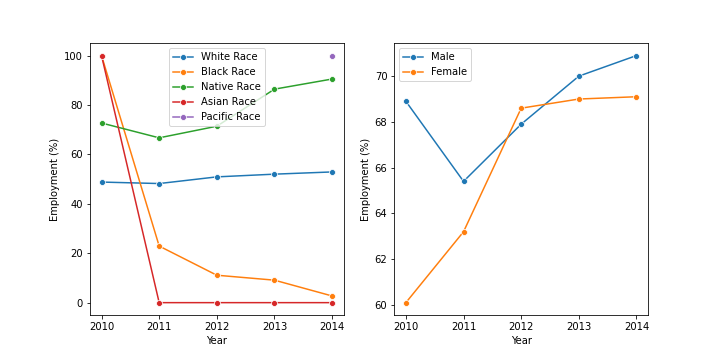 White Race
Black Race
Native Race
Asian Race
Pacific Race
100
80
60
40
20
0
Employment (%)
2010 2011 2012 2013 2014
Year
Male
Female
70
68
66
64
62
60
Employment (%)
2010 2011 2012 2013 2014
Year